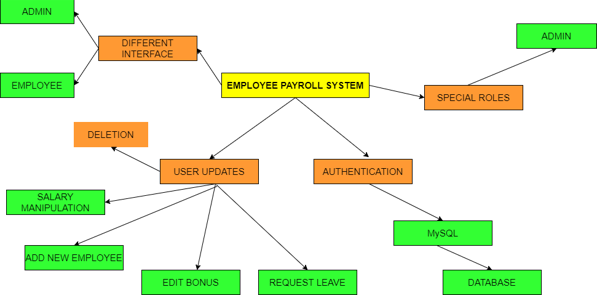 ADMIN
ADMIN
DIFFERENT
INTERFACE
EMPLOYEE
EMPLOYEE PAYROLL SYSTEM
SPECIAL ROLES
DELETION
USER UPDATES
AUTHENTICATION
SALARY
MANIPULATION
MySQL
ADD NEW EMPLOYEE
EDIT BONUS
REQUEST LEAVE
DATABASE